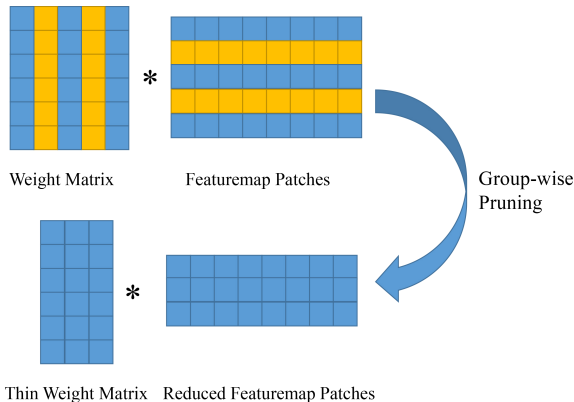 *
Weight Matrix
Featuremap Patches
Group-wise
Pruning
*
Thin Weight Matrix
Reduced Featuremap Patches